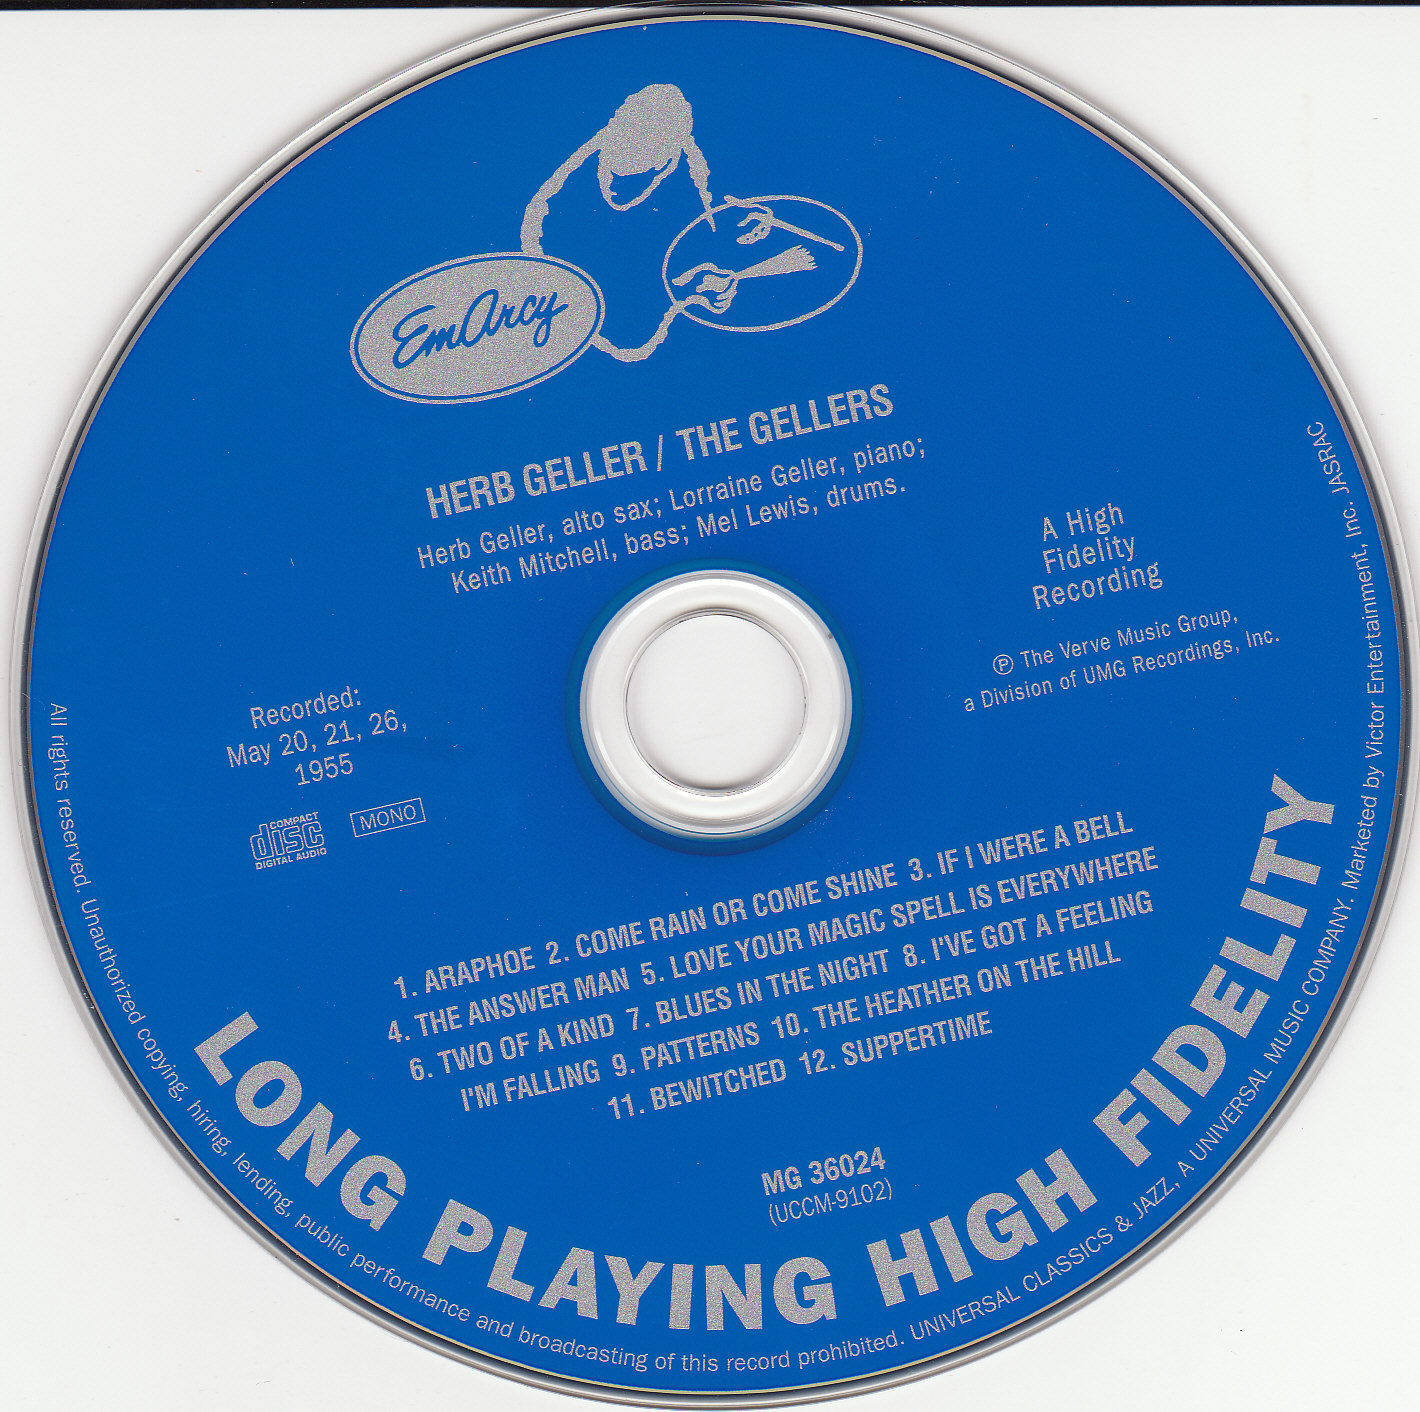 EmArcy
HERB GELLER / THE GELLERS
Herb Geller, alto sax; Lorraine Geller, piano;
Keith Mitchell, bass; Mel Lewis, drums.
A High
Fidelity
Recording
℗ The Verve Music Group,
a Division of UMG Recordings, Inc.
Recorded:
May 20, 21, 26,
1955
COMPACT
disc
DIGITAL AUDIO
MONO
1. ARAPHOE 2. COME RAIN OR COME SHINE 3. IF I WERE A BELL
4. THE ANSWER MAN 5. LOVE YOUR MAGIC SPELL IS EVERYWHERE
6. TWO OF A KIND 7. BLUES IN THE NIGHT 8. I'VE GOT A FEELING
I'M FALLING 9. PATTERNS 10. THE HEATHER ON THE HILL
11. BEWITCHED 12. SUPPERTIME
MG 36024
(UCCM-9102)
LONG PLAYING HIGH FIDELITY
All rights reserved. Unauthorized copying, hiring, lending, public performance and broadcasting of this record prohibited. UNIVERSAL CLASSICS & JAZZ, A UNIVERSAL MUSIC COMPANY. Marketed by Victor Entertainment, Inc. JASRAC